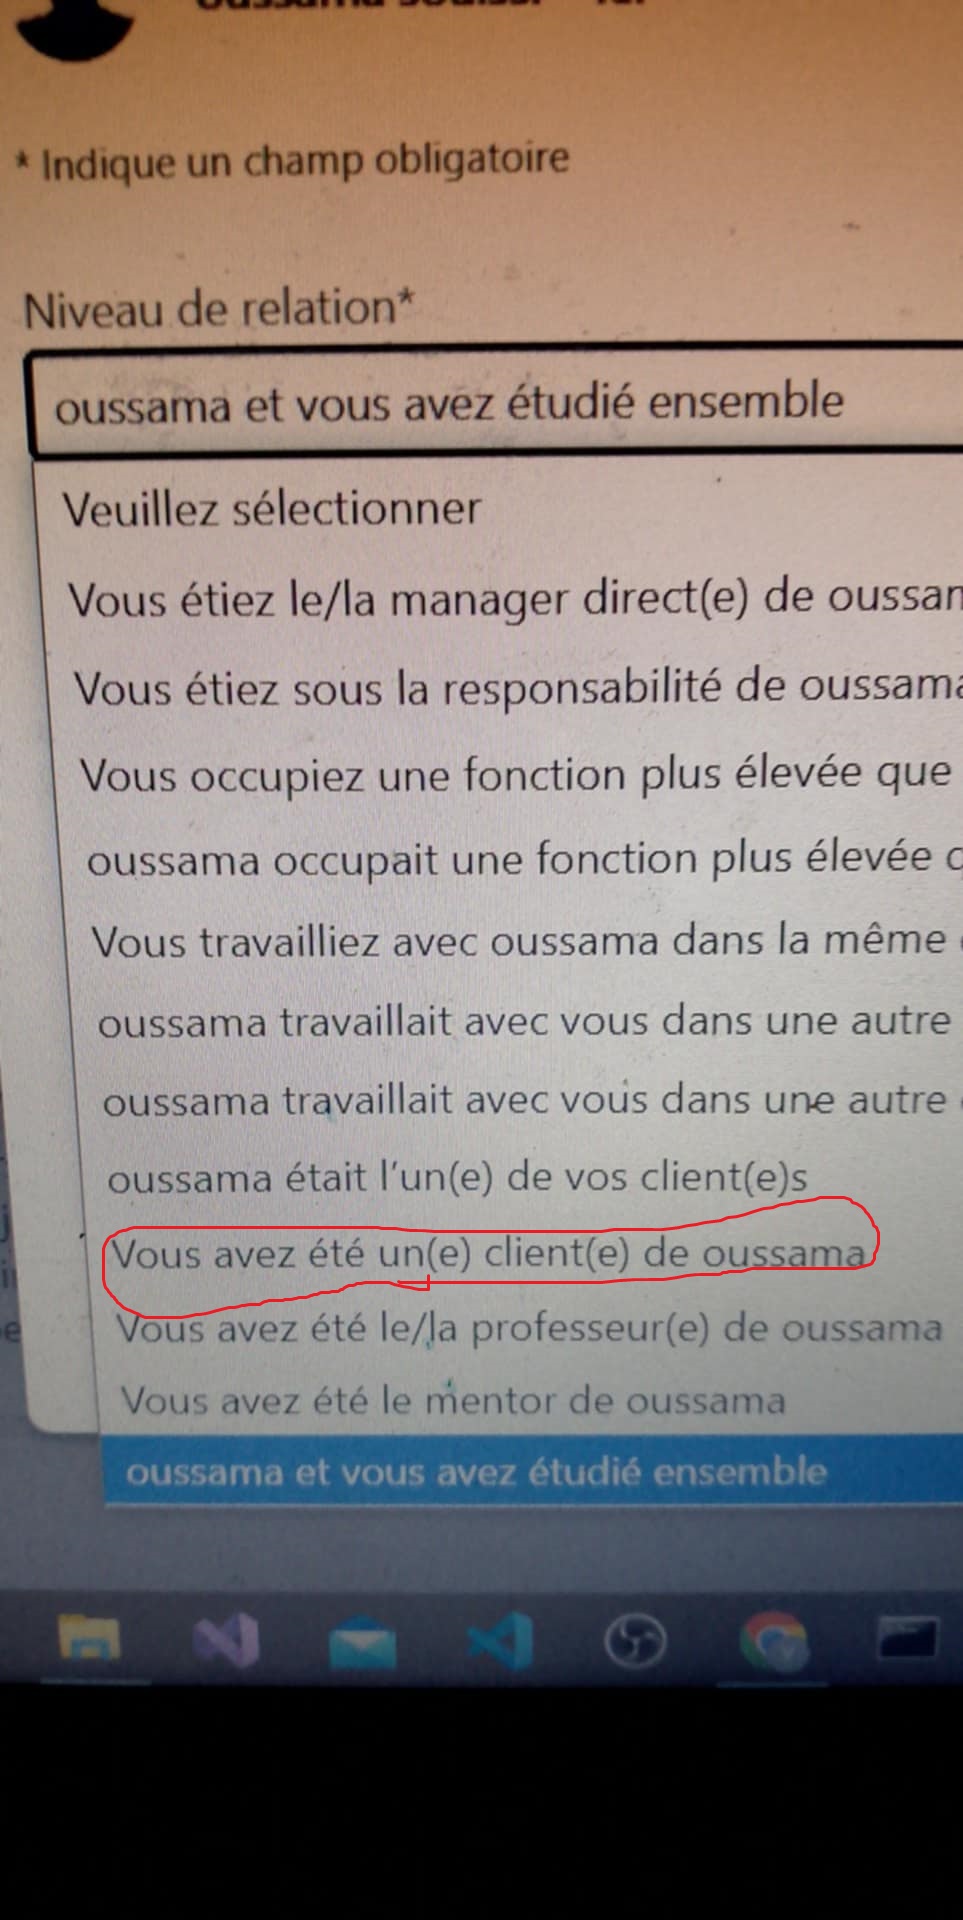 * Indique un champ obligatoire
Niveau de relation*
oussama et vous avez étudié ensemble
Veuillez sélectionner
Vous étiez le/la manager direct(e) de
Vous étiez sous la responsabilité de oussama
Vous occupiez une fonction plus élevée que
oussama occupait une fonction plus élevée
Vous travailliez avec oussama dans la même
oussama travaillait avec vous dans une autre
oussama travaillait avec vous dans une autre
oussama était l'un(e) de vos client(e)s
Vous avez été un(e) client(e) de oussama
Vous avez été le/la professeur(e) de oussama
Vous avez été le mentor de oussama
oussama et vous avez étudié ensemble